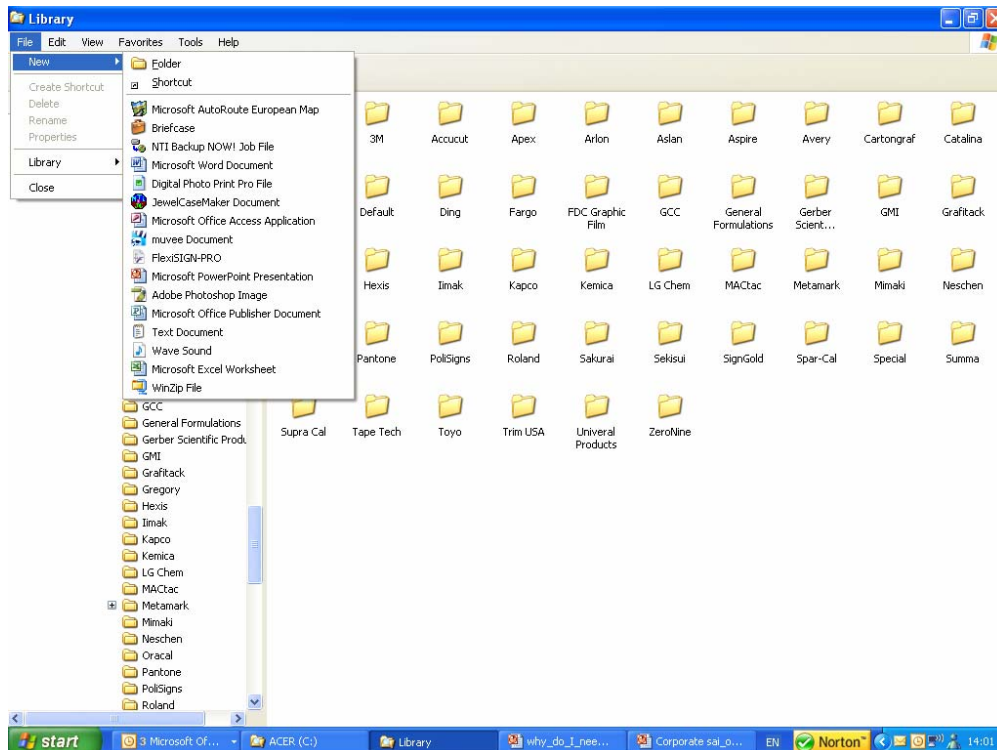 Library
File Edit View Favorites Tools Help
New
Create Shortcut
Delete
Rename
Properties
Library
Close
Folder
Shortcut
Microsoft AutoRoute European Map
Briefcase
NTI Backup NOW! Job File
Microsoft Word Document
Digital Photo Print Pro File
JewelCaseMaker Document
Microsoft Office Access Application
muvee Document
FlexiSIGN-PRO
Microsoft PowerPoint Presentation
Adobe Photoshop Image
Microsoft Office Publisher Document
Text Document
Wave Sound
Microsoft Excel Worksheet
WinZip File
3M Accucut Apex Arlon Aslan Aspire Avery Cartongraf Catalina
Default Ding Fargo FDC Graphic Film GCC General Formulations Gerber Scient... GMI Grafitack
Hexis Iimak Kapco Kemica LG Chem MACtac Metamark Mimaki Neschen
Pantone PoliSigns Roland Sakurai Sekisui SignGold Spar-Cal Special Summa
Supra Cal Tape Tech Toyo Trim USA Univeral Products ZeroNine
GCC
General Formulations
Gerber Scientific Produ
GMI
Grafitack
Gregory
Hexis
Iimak
Kapco
Kemica
LG Chem
MACtac
Metamark
Mimaki
Neschen
Oracal
Pantone
PoliSigns
Roland
start 3 Microsoft Of... ACER (C:) Library why_do_I_nee... Corporate sai_o... EN Norton™ 14:01